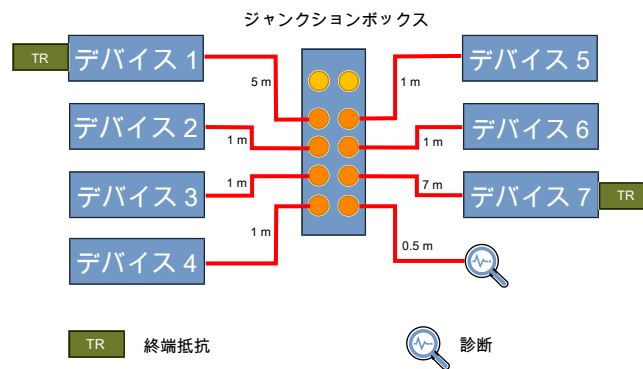 ジャンクションボックス
TR
デバイス 1
5 m
デバイス 2
1 m
デバイス 3
1 m
デバイス 4
1 m
デバイス 5
1 m
デバイス 6
1 m
デバイス 7
TR
7 m
0.5 m
TR
終端抵抗
診断